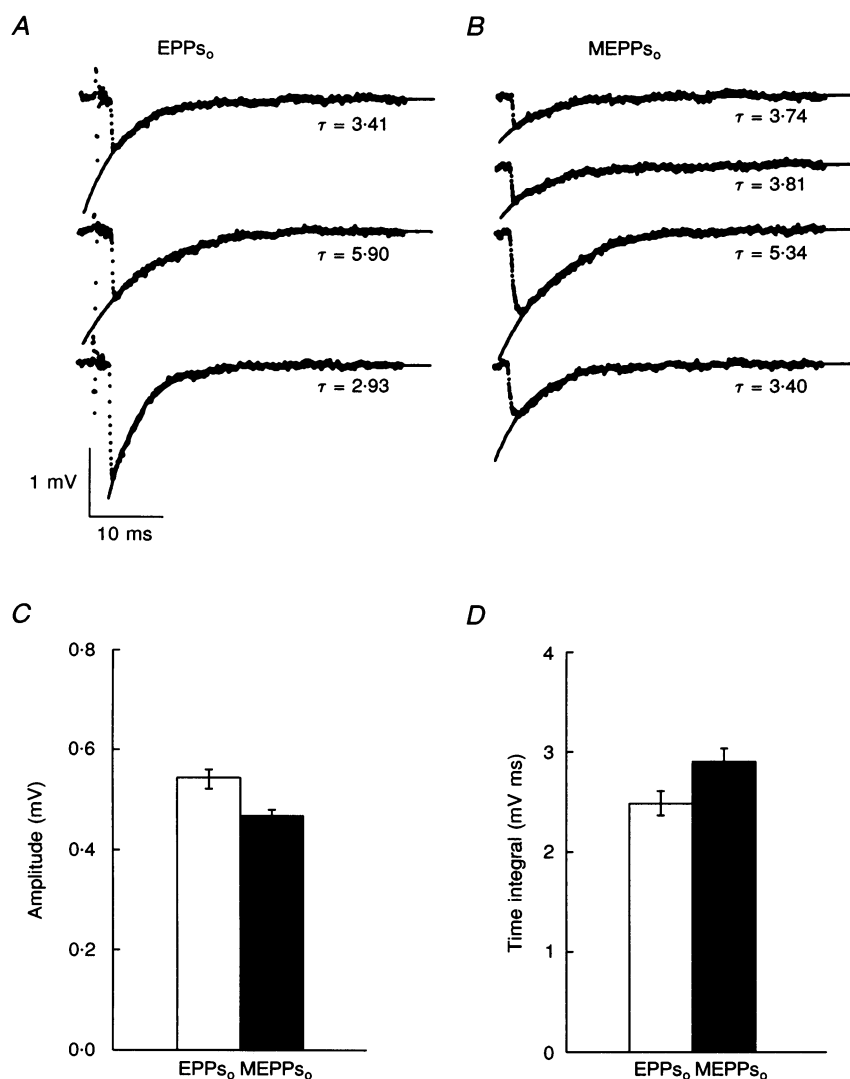 A
EPPsₒ
τ = 3·41
τ = 5·90
τ = 2·93
1 mV
10 ms
B
MEPPsₒ
τ = 3·74
τ = 3·81
τ = 5·34
τ = 3·40
C
0·8
0·6
0·4
0·2
0·0
Amplitude (mV)
EPPsₒ MEPPsₒ
D
4
3
2
1
0
Time integral (mV ms)
EPPsₒ MEPPsₒ